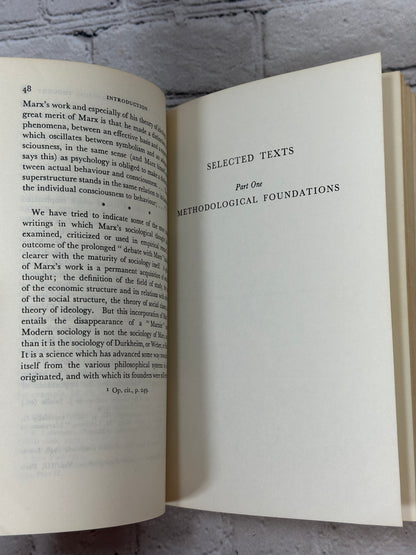 48
INTRODUCTION
Marx's work and especially of his theory of
great merit of Marx is that he made a
phenomena, between an effective basis and
which oscillates between symbolism and
sciousness, in the same sense (and Marx
says this) as psychology is obliged to make
tween actual behaviour and consciousness
superstructure stands in the same relation to
the individual consciousness to behaviour
* * *
We have tried to indicate some of the
writings in which Marx's sociological
examined, criticized or used in empirical
outcome of the prolonged "debate with Marx"
clearer with the maturity of sociology itself.
of Marx's work is a permanent acquisition of
thought; the definition of the field of
of the economic structure and its relations with
of the social structure, the theory of social
theory of ideology. But this incorporation of
entails the disappearance of a "Marxist"
Modern sociology is not the sociology of Marx
than it is the sociology of Durkheim, or Weber, or
It is a science which has advanced some way
itself from the various philosophical systems in
originated, and with which its founders were still
1 Op. cit., p. 249.
SELECTED TEXTS
Part One
METHODOLOGICAL FOUNDATIONS